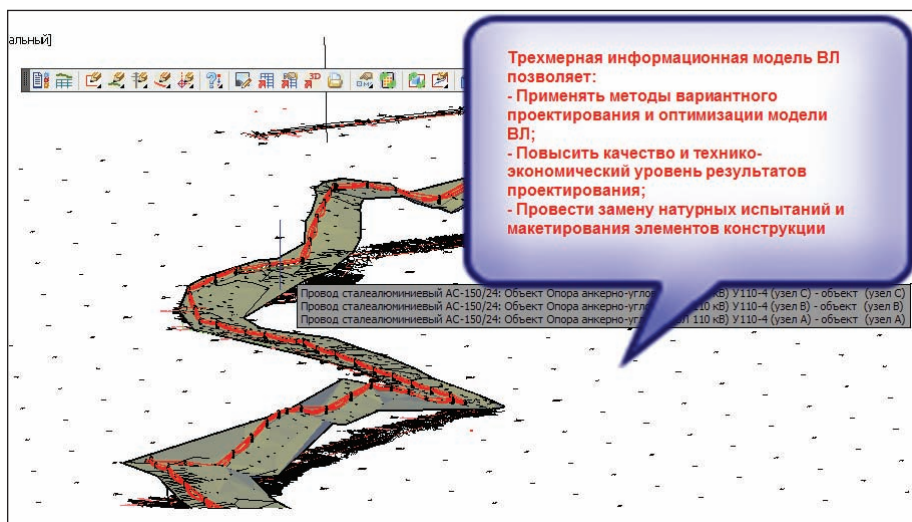 альный]
3D
Трехмерная информационная модель ВЛ
позволяет:
- Применять методы вариантного
проектирования и оптимизации модели
ВЛ;
- Повысить качество и технико-
экономический уровень результатов
проектирования;
- Провести замену натурных испытаний и
макетирования элементов конструкции
Провод сталеалюминиевый АС-150/24: Объект Опора анкерно-углов кВ) У110-4 (узел С) - объект (узел С)
Провод сталеалюминиевый АС-150/24: Объект Опора анкерно-угло 110 кВ) У110-4 (узел В) - объект (узел В)
Провод сталеалюминиевый АС-150/24: Объект Опора анкерно-угло 110 кВ) У110-4 (узел А) - объект (узел А)